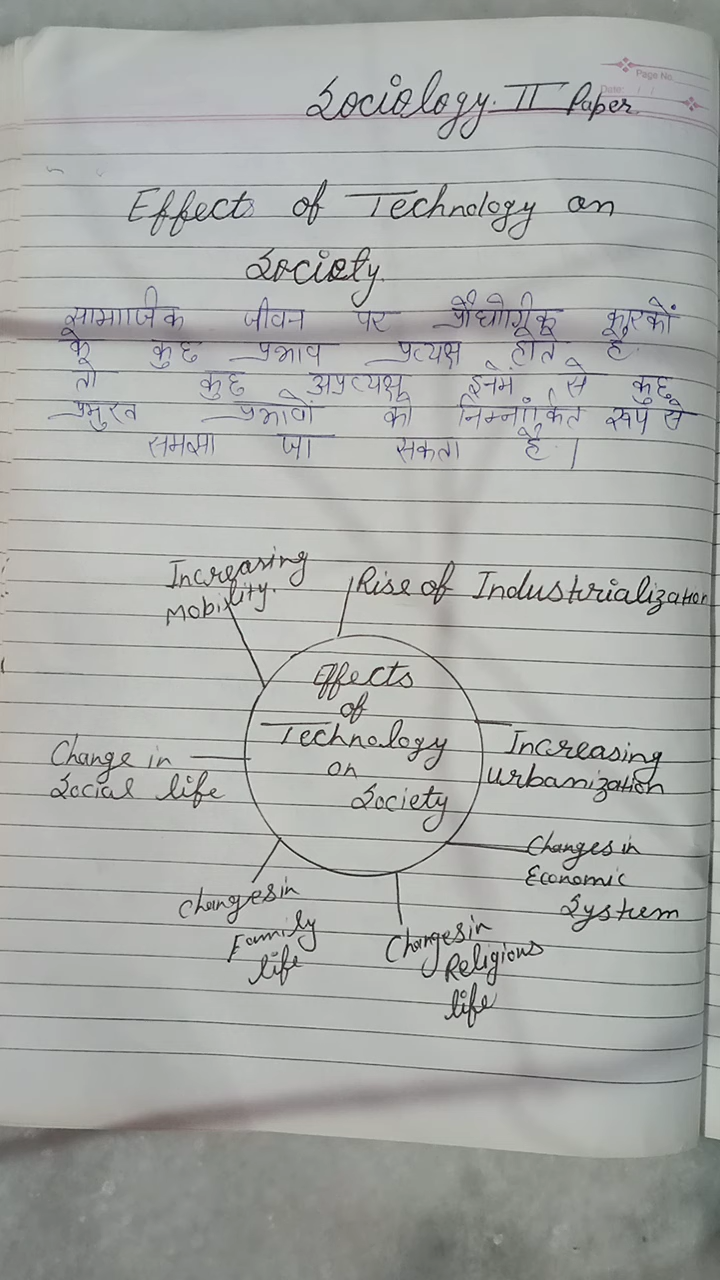 Page No.
Date: / /
Sociology. II Paper
Effects of Technology on
Society.
सामाजिक जीवन पर प्रौद्योगिक कारकों
के कुछ प्रभाव प्रत्यक्ष होते है
तो कुछ अप्रत्यक्ष इनमें से कुछ
प्रमुख प्रभावों को निम्नांकित रूप से
समझा जा सकता है।
Increasing
Mobility.
Rise of Industrialization
Effects
of
Technology
on
Society
Increasing
urbanization
Change in
Social life
Changes in
Economic
System
Changes in
Family
life
Changes in
Religious
life